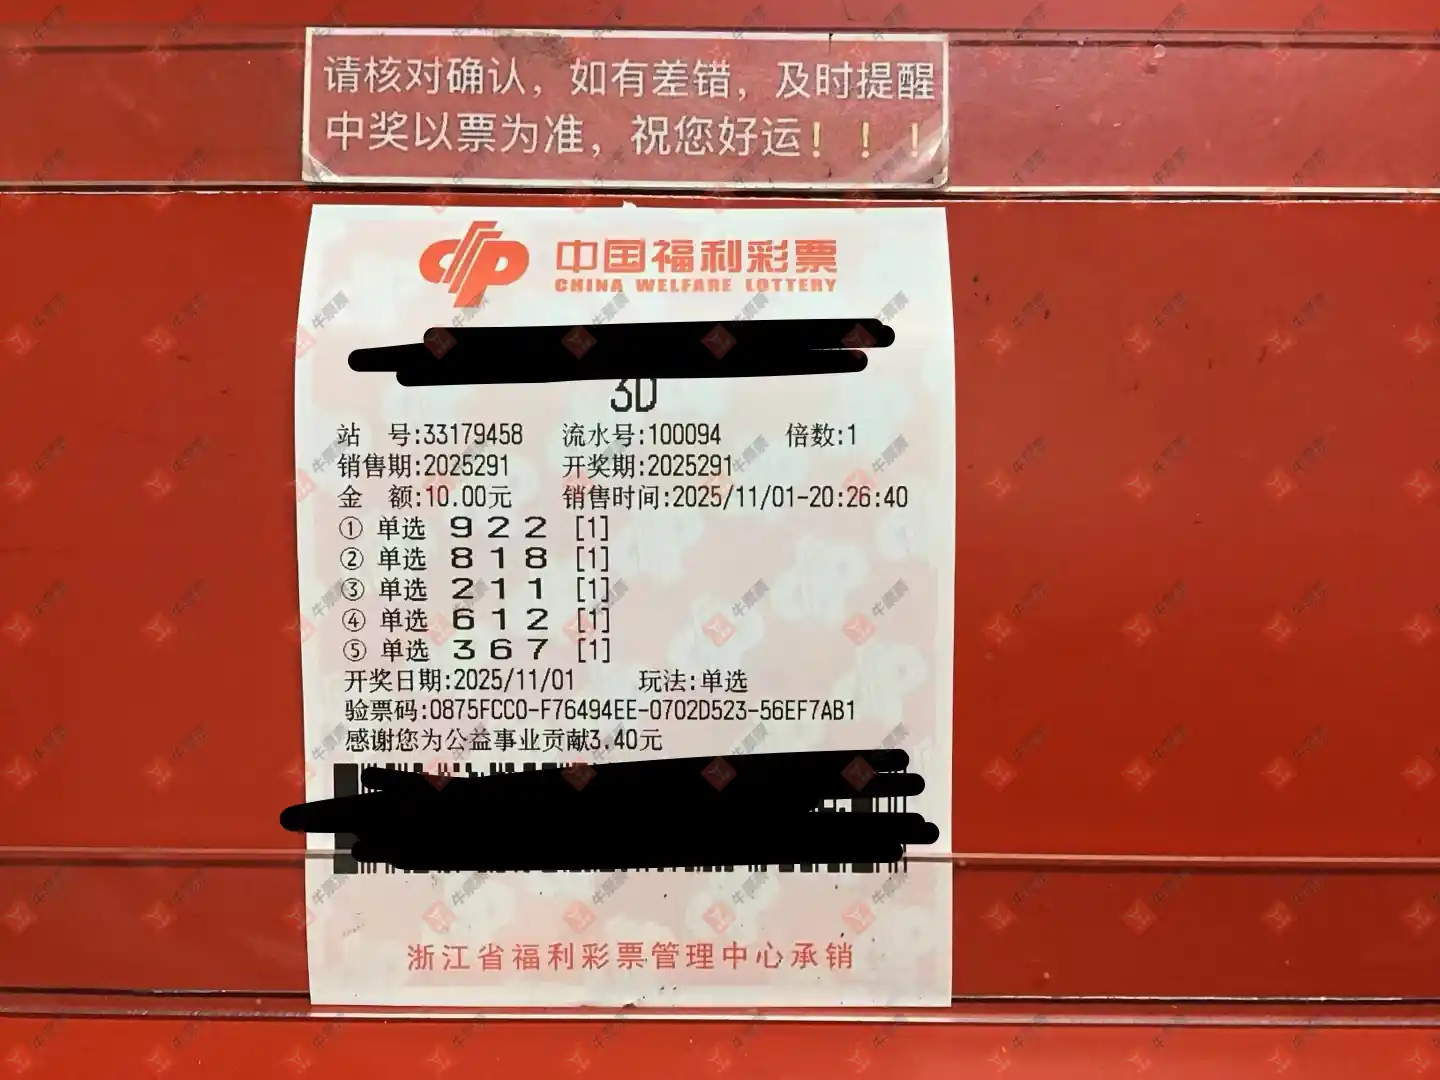 请核对确认，如有差错，及时提醒
中奖以票为准，祝您好运！！！
中国福利彩票
CHINA WELFARE LOTTERY
3D
站 号:33179458 流水号:100094 倍数:1
销售期:2025291 开奖期:2025291
金 额:10.00元 销售时间:2025/11/01-20:26:40
① 单选 9 2 2 [1]
② 单选 8 1 8 [1]
③ 单选 2 1 1 [1]
④ 单选 6 1 2 [1]
⑤ 单选 3 6 7 [1]
开奖日期:2025/11/01 玩法:单选
验票码:0875FCC0-F76494EE-0702D523-56EF7AB1
感谢您为公益事业贡献3.40元
浙江省福利彩票管理中心承销